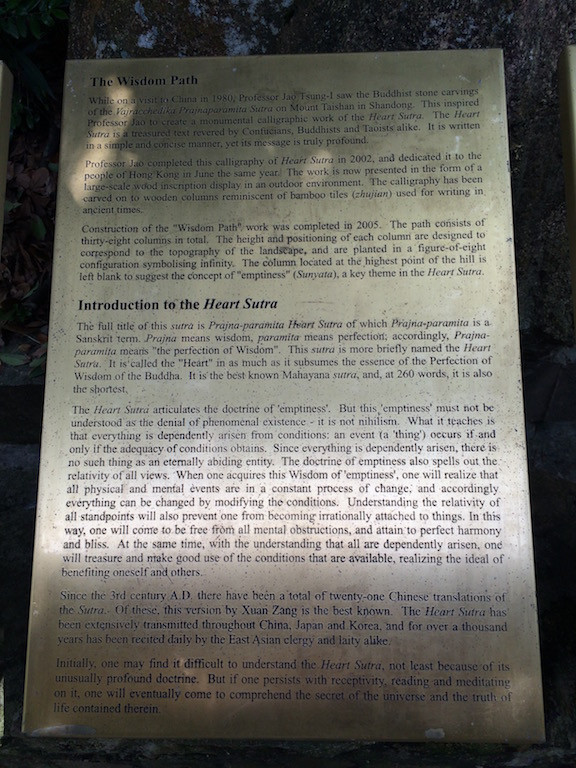 The Wisdom Path
While on a visit to China in 1980, Professor Jao Tsung-I saw the Buddhist stone carvings
of the Vajracchedika Prajnaparamita Sutra on Mount Taishan in Shandong. This inspired
Professor Jao to create a monumental calligraphic work of the Heart Sutra. The Heart
Sutra is a treasured text revered by Confucians, Buddhists and Taoists alike. It is written
in a simple and concise manner, yet its message is truly profound.
Professor Jao completed this calligraphy of Heart Sutra in 2002, and dedicated it to the
people of Hong Kong in June the same year. The work is now presented in the form of a
large-scale wood inscription display in an outdoor environment. The calligraphy has been
carved on to wooden columns reminiscent of bamboo tiles (zhujian) used for writing in
ancient times.
Construction of the "Wisdom Path" work was completed in 2005. The path consists of
thirty-eight columns in total. The height and positioning of each column are designed to
correspond to the topography of the landscape, and are planted in a figure-of-eight
configuration symbolising infinity. The column located at the highest point of the hill is
left blank to suggest the concept of "emptiness" (Sunyata), a key theme in the Heart Sutra.
Introduction to the Heart Sutra
The full title of this sutra is Prajna-paramita Heart Sutra of which Prajna-paramita is a
Sanskrit term. Prajna means wisdom, paramita means perfection; accordingly, Prajna-
paramita means "the perfection of Wisdom". This sutra is more briefly named the Heart
Sutra. It is called the "Heart" in as much as it subsumes the essence of the Perfection of
Wisdom of the Buddha. It is the best known Mahayana sutra, and, at 260 words, it is also
the shortest.
The Heart Sutra articulates the doctrine of 'emptiness'. But this 'emptiness' must not be
understood as the denial of phenomenal existence - it is not nihilism. What it teaches is
that everything is dependently arisen from conditions: an event (a 'thing') occurs if and
only if the adequacy of conditions obtains. Since everything is dependently arisen, there is
no such thing as an eternally abiding entity. The doctrine of emptiness also spells out the
relativity of all views. When one acquires this Wisdom of 'emptiness', one will realize that
all physical and mental events are in a constant process of change, and accordingly
everything can be changed by modifying the conditions. Understanding the relativity of
all standpoints will also prevent one from becoming irrationally attached to things. In this
way, one will come to be free from all mental obstructions, and attain to perfect harmony
and bliss. At the same time, with the understanding that all are dependently arisen, one
will treasure and make good use of the conditions that are available, realizing the ideal of
benefiting oneself and others.
Since the 3rd century A.D. there have been a total of twenty-one Chinese translations of
the Sutra. Of these, this version by Xuan Zang is the best known. The Heart Sutra has
been extensively transmitted throughout China, Japan and Korea, and for over a thousand
years has been recited daily by the East Asian clergy and laity alike.
Initially, one may find it difficult to understand the Heart Sutra, not least because of its
unusually profound doctrine. But if one persists with receptivity, reading and meditating
on it, one will eventually come to comprehend the secret of the universe and the truth of
life contained therein.